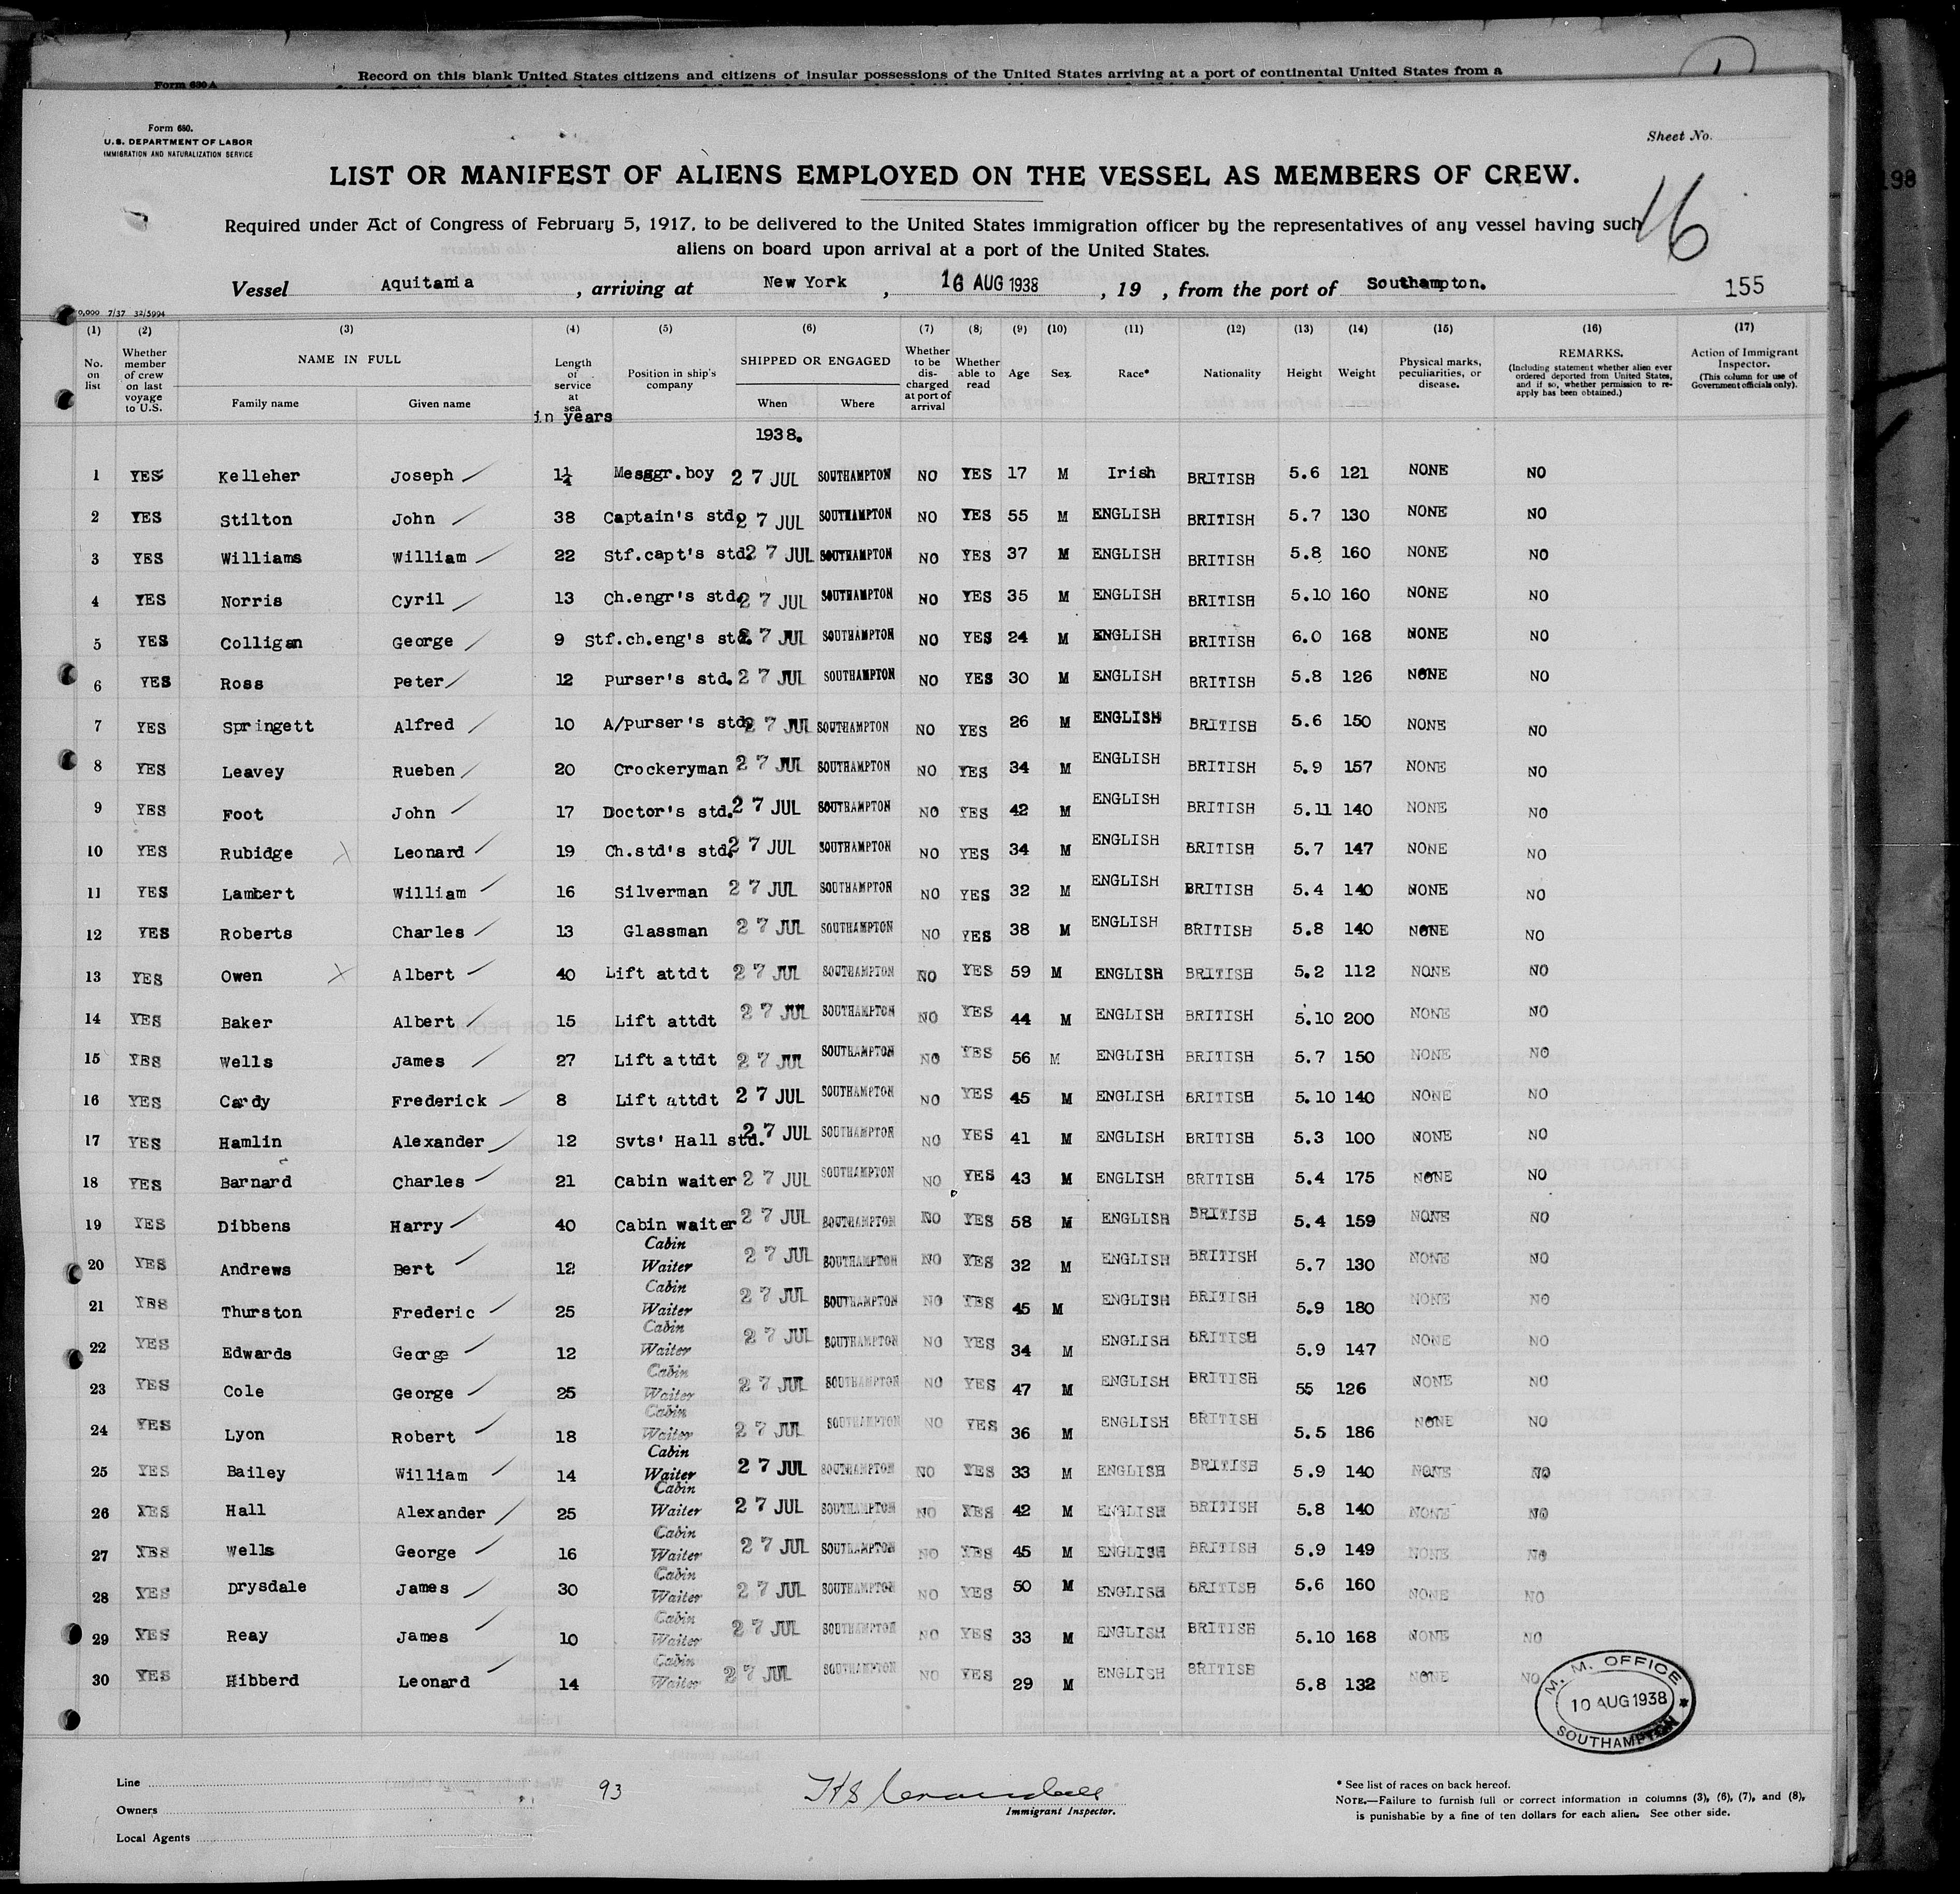 Form 630 A
Record on this blank United States citizens and citizens of insular possessions of the United States arriving at a port of continental United States from a
Form 680.
U. S. DEPARTMENT OF LABOR
IMMIGRATION AND NATURALIZATION SERVICE
Sheet No.
LIST OR MANIFEST OF ALIENS EMPLOYED ON THE VESSEL AS MEMBERS OF CREW.
16
198
Required under Act of Congress of February 5, 1917, to be delivered to the United States immigration officer by the representatives of any vessel having such
aliens on board upon arrival at a port of the United States.
Vessel Aquitania , arriving at New York , 16 AUG 1938 , 19 , from the port of Southampton. 155
0,000 7/37 32/5994
(1) (2) (3) (4) (5) (6) (7) (8) (9) (10) (11) (12) (13) (14) (15) (16) (17)
No. on list
Whether member of crew on last voyage to U.S.
NAME IN FULL
Family name Given name
Length of service at sea
in years
Position in ship's company
SHIPPED OR ENGAGED
When Where
Whether to be discharged at port of arrival
Whether able to read
Age Sex Race* Nationality Height Weight
Physical marks, peculiarities, or disease.
REMARKS.
(Including statement whether alien ever ordered deported from United States, and if so, whether permission to reapply has been obtained.)
Action of Immigrant Inspector.
(This column for use of Government officials only).
1938.
1 YES Kelleher Joseph 1¼ Messgr.boy 27 JUL SOUTHAMPTON NO YES 17 M Irish BRITISH 5.6 121 NONE NO
2 YES Stilton John 38 Captain's std. 27 JUL SOUTHAMPTON NO YES 55 M ENGLISH BRITISH 5.7 130 NONE NO
3 YES Williams William 22 Stf.capt's std. 27 JUL SOUTHAMPTON NO YES 37 M ENGLISH BRITISH 5.8 160 NONE NO
4 YES Norris Cyril 13 Ch.engr's std. 27 JUL SOUTHAMPTON NO YES 35 M ENGLISH BRITISH 5.10 160 NONE NO
5 YES Colligan George 9 Stf.ch.eng's std. 27 JUL SOUTHAMPTON NO YES 24 M ENGLISH BRITISH 6.0 168 NONE NO
6 YES Ross Peter 12 Purser's std. 27 JUL SOUTHAMPTON NO YES 30 M ENGLISH BRITISH 5.8 126 NONE NO
7 YES Springett Alfred 10 A/purser's std. 27 JUL SOUTHAMPTON NO YES 26 M ENGLISH BRITISH 5.6 150 NONE NO
8 YES Leavey Rueben 20 Crockeryman 27 JUL SOUTHAMPTON NO YES 34 M ENGLISH BRITISH 5.9 157 NONE NO
9 YES Foot John 17 Doctor's std. 27 JUL SOUTHAMPTON NO YES 42 M ENGLISH BRITISH 5.11 140 NONE NO
10 YES Rubidge Leonard 19 Ch.std's std. 27 JUL SOUTHAMPTON NO YES 34 M ENGLISH BRITISH 5.7 147 NONE NO
11 YES Lambert William 16 Silverman 27 JUL SOUTHAMPTON NO YES 32 M ENGLISH BRITISH 5.4 140 NONE NO
12 YES Roberts Charles 13 Glassman 27 JUL SOUTHAMPTON NO YES 38 M ENGLISH BRITISH 5.8 140 NONE NO
13 YES Owen Albert 40 Lift attdt 27 JUL SOUTHAMPTON NO YES 59 M ENGLISH BRITISH 5.2 112 NONE NO
14 YES Baker Albert 15 Lift attdt 27 JUL SOUTHAMPTON NO YES 44 M ENGLISH BRITISH 5.10 200 NONE NO
15 YES Wells James 27 Lift attdt 27 JUL SOUTHAMPTON NO YES 56 M ENGLISH BRITISH 5.7 150 NONE NO
16 YES Cardy Frederick 8 Lift attdt 27 JUL SOUTHAMPTON NO YES 45 M ENGLISH BRITISH 5.10 140 NONE NO
17 YES Hamlin Alexander 12 Svts' Hall std. 27 JUL SOUTHAMPTON NO YES 41 M ENGLISH BRITISH 5.3 100 NONE NO
18 YES Barnard Charles 21 Cabin waiter 27 JUL SOUTHAMPTON NO YES 43 M ENGLISH BRITISH 5.4 175 NONE NO
19 YES Dibbens Harry 40 Cabin waiter 27 JUL SOUTHAMPTON NO YES 58 M ENGLISH BRITISH 5.4 159 NONE NO
20 YES Andrews Bert 12 Cabin Waiter 27 JUL SOUTHAMPTON NO YES 32 M ENGLISH BRITISH 5.7 130 NONE NO
21 YES Thurston Frederic 25 Cabin Waiter 27 JUL SOUTHAMPTON NO YES 45 M ENGLISH BRITISH 5.9 180 NONE NO
22 YES Edwards George 12 Cabin Waiter 27 JUL SOUTHAMPTON NO YES 34 M ENGLISH BRITISH 5.9 147 NONE NO
23 YES Cole George 25 Cabin Waiter 27 JUL SOUTHAMPTON NO YES 47 M ENGLISH BRITISH 55 126 NONE NO
24 YES Lyon Robert 18 Cabin Waiter 27 JUL SOUTHAMPTON NO YES 36 M ENGLISH BRITISH 5.5 186 NONE NO
25 YES Bailey William 14 Cabin Waiter 27 JUL SOUTHAMPTON NO YES 33 M ENGLISH BRITISH 5.9 140 NONE NO
26 YES Hall Alexander 25 Cabin Waiter 27 JUL SOUTHAMPTON NO YES 42 M ENGLISH BRITISH 5.8 140 NONE NO
27 YES Wells George 16 Cabin Waiter 27 JUL SOUTHAMPTON NO YES 45 M ENGLISH BRITISH 5.9 149 NONE NO
28 YES Drysdale James 30 Cabin Waiter 27 JUL SOUTHAMPTON NO YES 50 M ENGLISH BRITISH 5.6 160 NONE NO
29 YES Reay James 10 Cabin Waiter 27 JUL SOUTHAMPTON NO YES 33 M ENGLISH BRITISH 5.10 168 NONE NO
30 YES Hibberd Leonard 14 Cabin Waiter 27 JUL SOUTHAMPTON NO YES 29 M ENGLISH BRITISH 5.8 132 NONE NO
M. M. OFFICE
10 AUG 1938
SOUTHAMPTON
Line
Owners
Local Agents
93
Immigrant Inspector.
* See list of races on back hereof.
NOTE.—Failure to furnish full or correct information in columns (3), (6), (7), and (8),
is punishable by a fine of ten dollars for each alien. See other side.